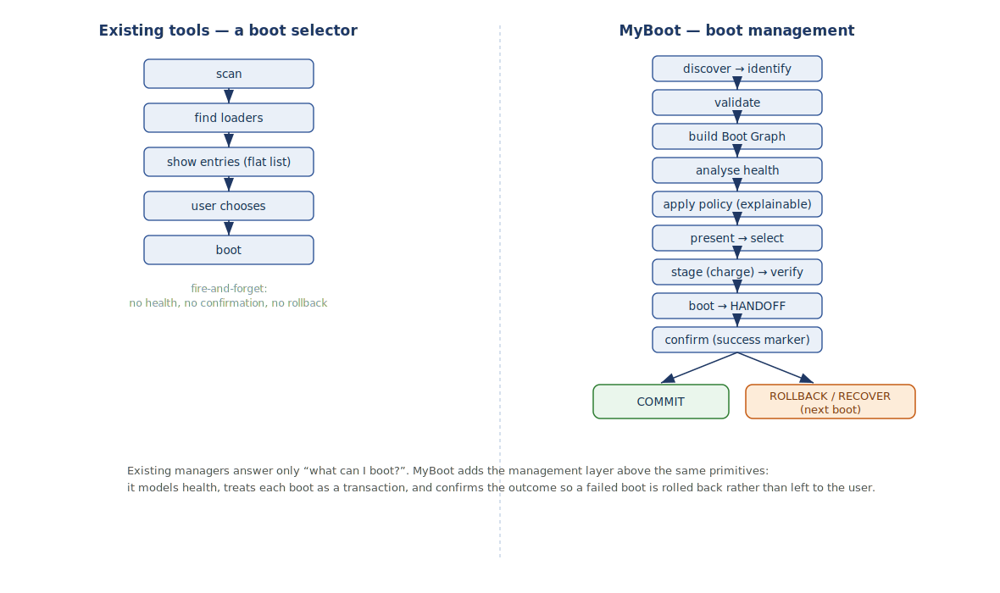 Existing tools — a boot selector
scan
find loaders
show entries (flat list)
user chooses
boot
fire-and-forget:
no health, no confirmation, no rollback
MyBoot — boot management
discover → identify
validate
build Boot Graph
analyse health
apply policy (explainable)
present → select
stage (charge) → verify
boot → HANDOFF
confirm (success marker)
COMMIT
ROLLBACK / RECOVER
(next boot)
Existing managers answer only “what can I boot?”. MyBoot adds the management layer above the same primitives:
it models health, treats each boot as a transaction, and confirms the outcome so a failed boot is rolled back rather than left to the user.